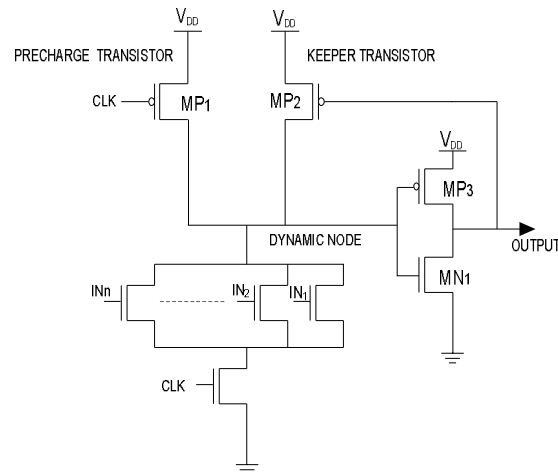 VDD
VDD
PRECHARGE TRANSISTOR
KEEPER TRANSISTOR
CLK
MP1
MP2
VDD
MP3
OUTPUT
DYNAMIC NODE
MN1
INn
IN2
IN1
CLK